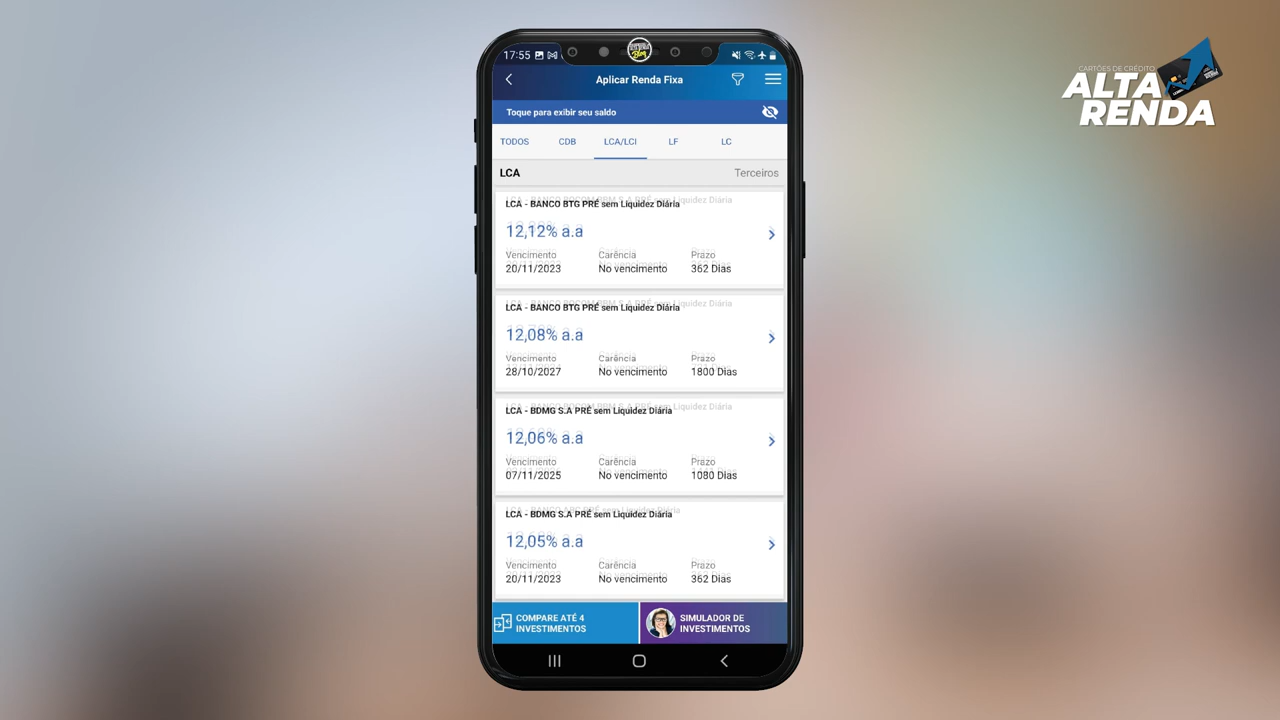 17:55
Blog
Aplicar Renda Fixa
CARTÕES DE CRÉDITO
ALTA
RENDA
Toque para exibir seu saldo
TODOS CDB LCA/LCI LF LC
LCA Terceiros
LCA - BANCO BTG PRÉ sem Liquidez Diária
12,12% a.a
Vencimento Carência Prazo
20/11/2023 No vencimento 362 Dias
LCA - BANCO BTG PRÉ sem Liquidez Diária
12,08% a.a
Vencimento Carência Prazo
28/10/2027 No vencimento 1800 Dias
LCA - BDMG S.A PRÉ sem Liquidez Diária
12,06% a.a
Vencimento Carência Prazo
07/11/2025 No vencimento 1080 Dias
LCA - BDMG S.A PRÉ sem Liquidez Diária
12,05% a.a
Vencimento Carência Prazo
20/11/2023 No vencimento 362 Dias
COMPARE ATÉ 4
INVESTIMENTOS
SIMULADOR DE
INVESTIMENTOS